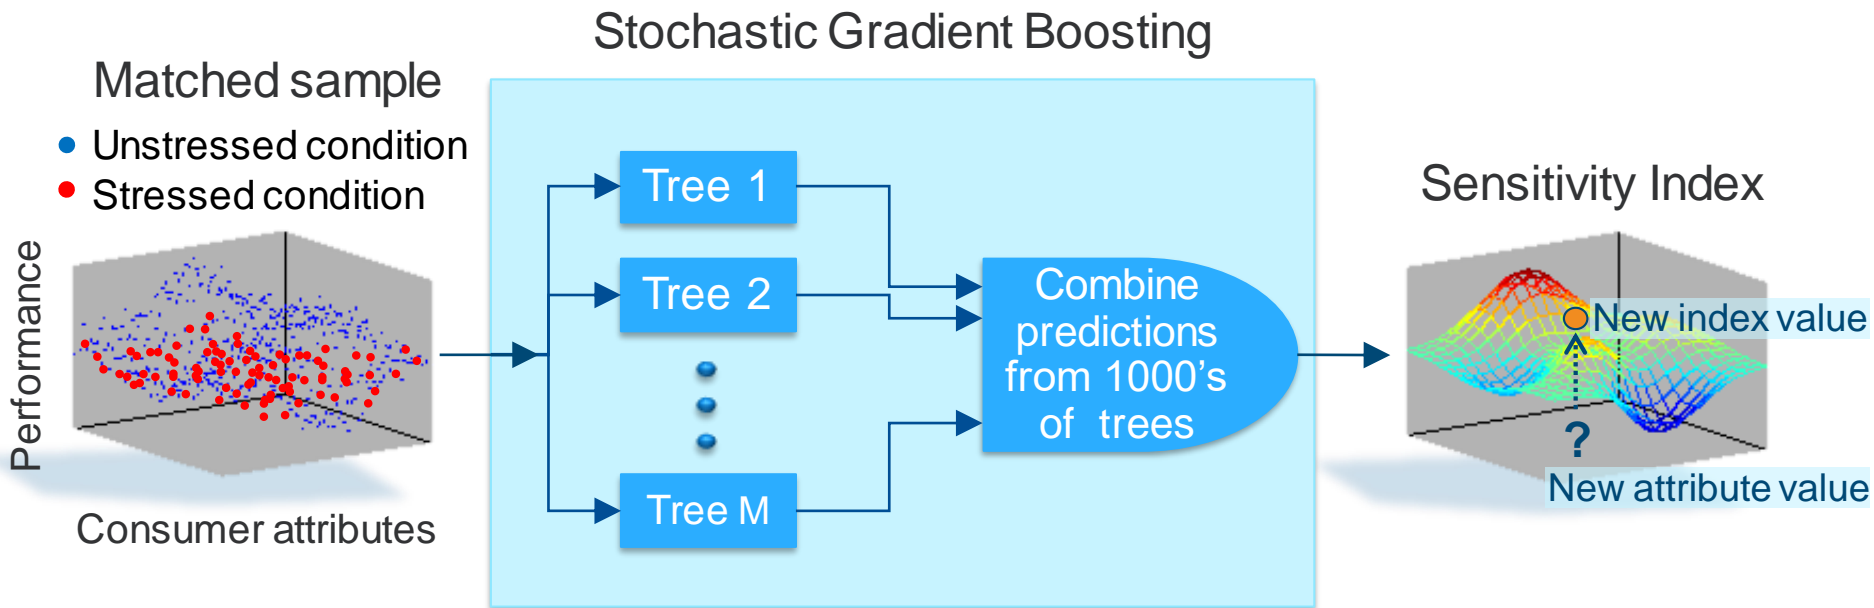 Stochastic Gradient Boosting
Matched sample
Unstressed condition
Stressed condition
Performance
Consumer attributes
Tree 1
Tree 2
Tree M
Combine
predictions
from 1000's
of trees
Sensitivity Index
New index value
?
New attribute value